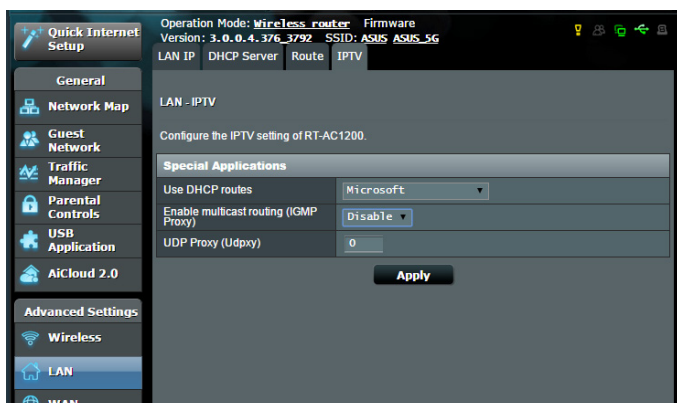 Quick Internet
Setup
General
Network Map
Guest
Network
Traffic
Manager
Parental
Controls
USB
Application
AiCloud 2.0
Advanced Settings
Wireless
LAN
WAN
Operation Mode: Wireless router Firmware
Version: 3.0.0.4.376_3792 SSID: ASUS ASUS_5G
LAN IP DHCP Server Route IPTV
LAN - IPTV
Configure the IPTV setting of RT-AC1200.
Special Applications
Use DHCP routes Microsoft
Enable multicast routing (IGMP
Proxy) Disable
UDP Proxy (Udpxy) 0
Apply